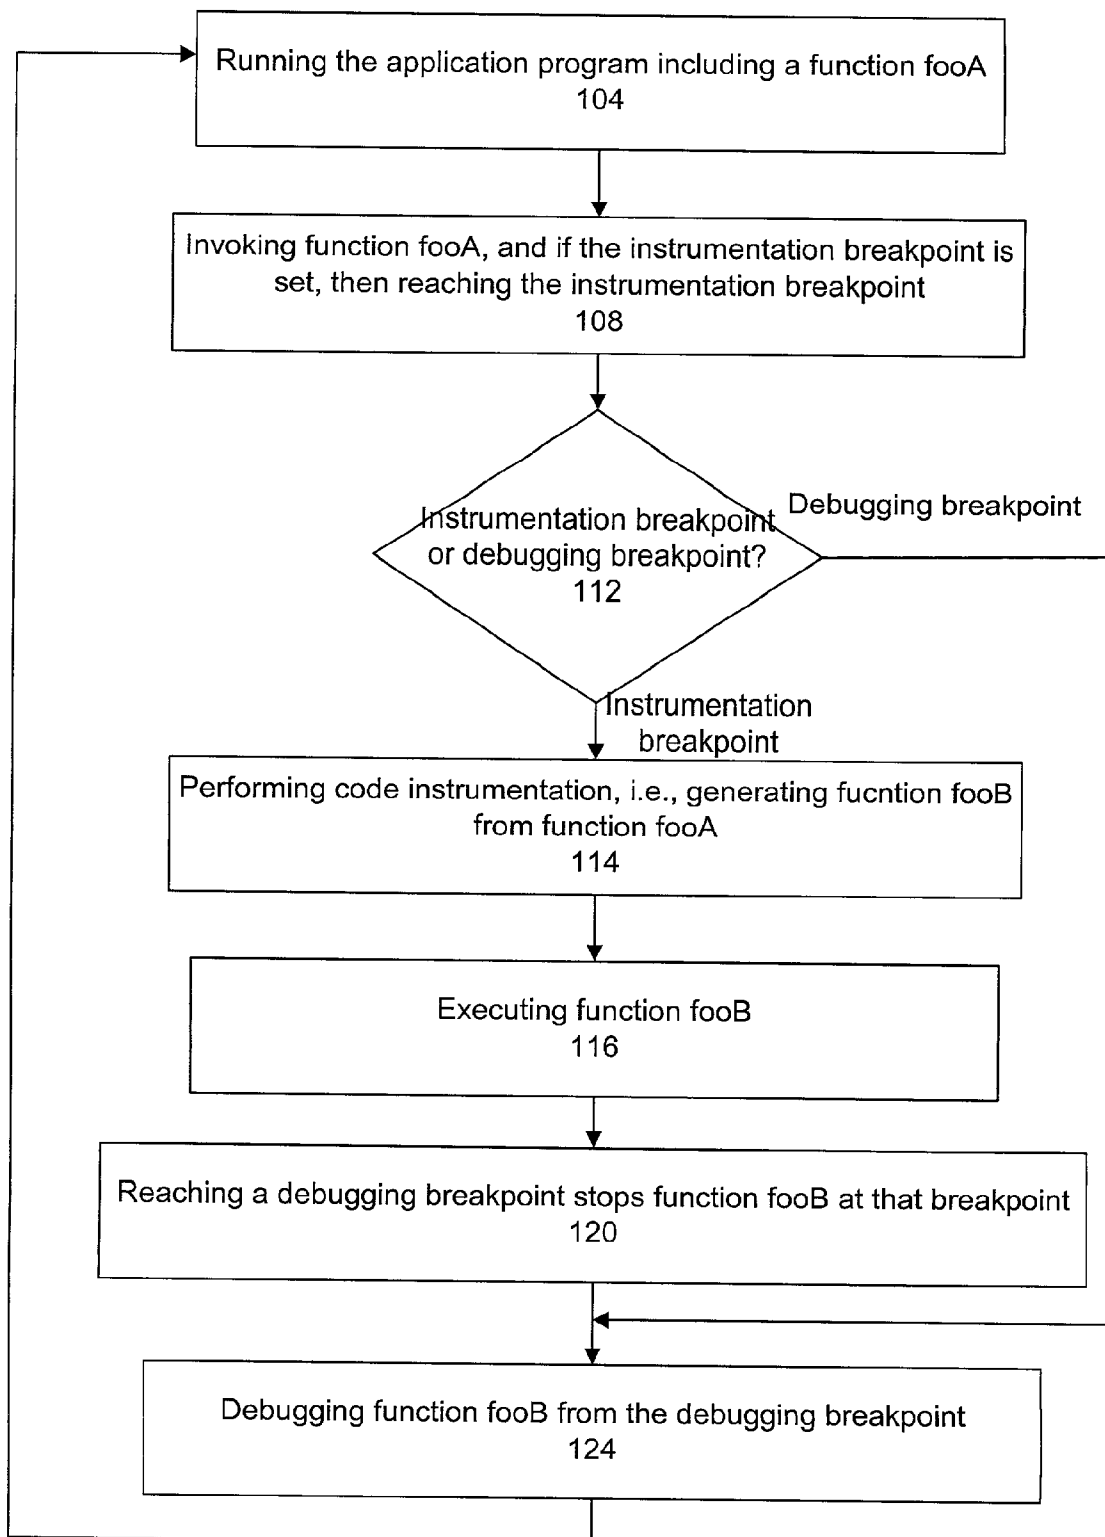 Running the application program including a function fooA
104
Invoking function fooA, and if the instrumentation breakpoint is
set, then reaching the instrumentation breakpoint
108
Instrumentation breakpoint
or debugging breakpoint?
112
Debugging breakpoint
Instrumentation
breakpoint
Performing code instrumentation, i.e., generating fucntion fooB
from function fooA
114
Executing function fooB
116
Reaching a debugging breakpoint stops function fooB at that breakpoint
120
Debugging function fooB from the debugging breakpoint
124